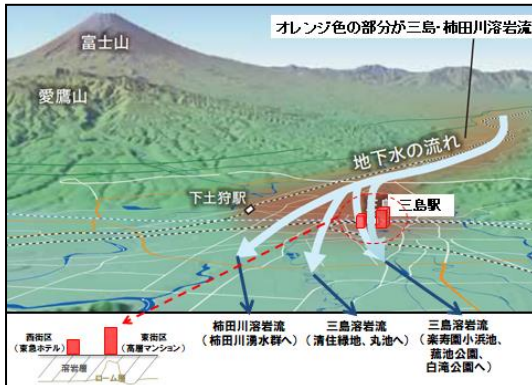 富士山
オレンジ色の部分が三島・柿田川溶岩流
愛鷹山
地下水の流れ
下土狩駅
三島駅
西街区
(東急ホテル)
東街区
(高層マンション)
溶岩層
ローム層
柿田川溶岩流
(柿田川湧水群へ)
三島溶岩流
(清住緑地、丸池へ)
三島溶岩流
(楽寿園小浜池、
菰池公園、
白滝公園へ)